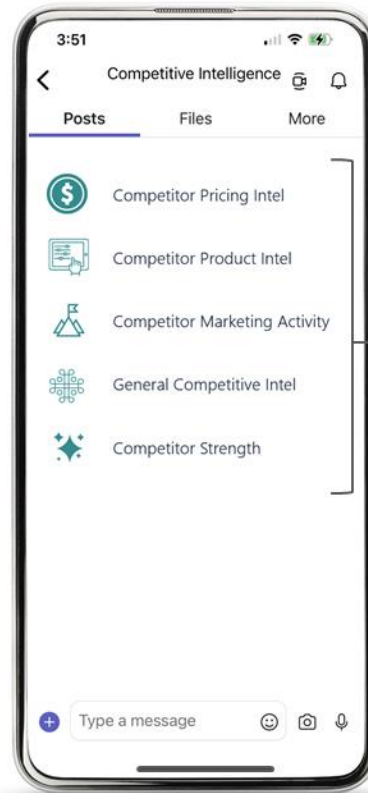 3:51
Competitive Intelligence
Posts Files More
$
Competitor Pricing Intel
Competitor Product Intel
Competitor Marketing Activity
General Competitive Intel
Competitor Strength
Type a message